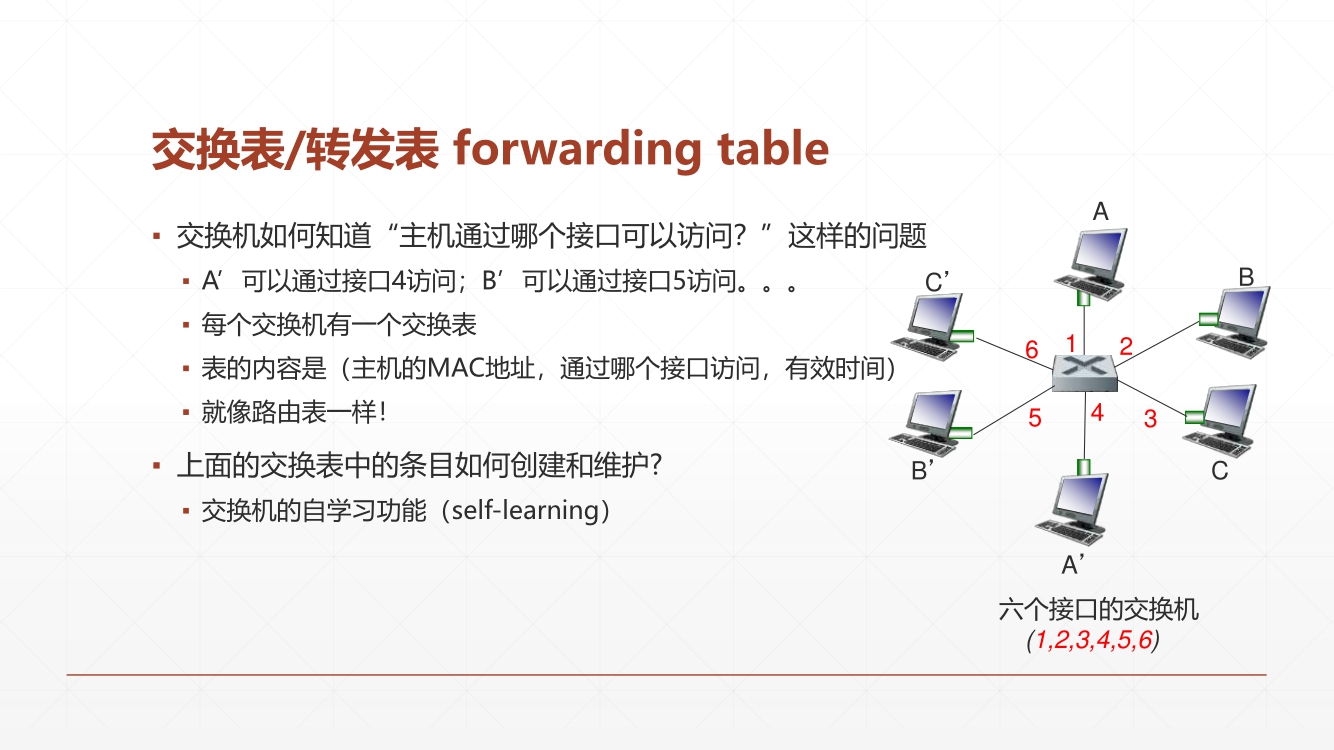 交换表/转发表 forwarding table
▪ 交换机如何知道“主机通过哪个接口可以访问？”这样的问题
▪ A’可以通过接口4访问；B’可以通过接口5访问。。。
▪ 每个交换机有一个交换表
▪ 表的内容是（主机的MAC地址，通过哪个接口访问，有效时间）
▪ 就像路由表一样！
▪ 上面的交换表中的条目如何创建和维护?
▪ 交换机的自学习功能（self-learning）
A
C’
B
6
1
2
5
4
3
B’
C
A’
六个接口的交换机
(1,2,3,4,5,6)